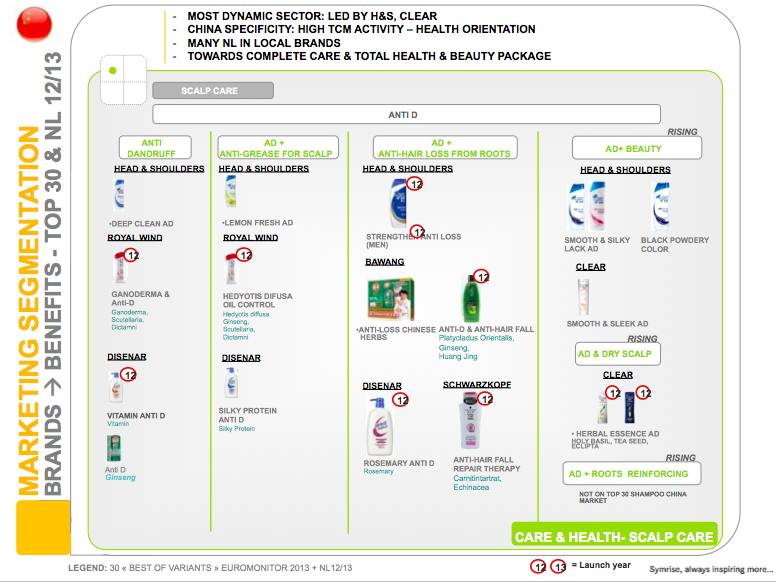 - MOST DYNAMIC SECTOR: LED BY H&S, CLEAR
- CHINA SPECIFICITY: HIGH TCM ACTIVITY – HEALTH ORIENTATION
- MANY NL IN LOCAL BRANDS
- TOWARDS COMPLETE CARE & TOTAL HEALTH & BEAUTY PACKAGE
MARKETING SEGMENTATION
BRANDS → BENEFITS - TOP 30 & NL 12/13
SCALP CARE
ANTI D
ANTI
DANDRUFF
HEAD & SHOULDERS
•DEEP CLEAN AD
ROYAL WIND
12
GANODERMA &
Anti-D
Ganoderma,
Scutellaria,
Dictamni
DISENAR
12
VITAMIN ANTI D
Vitamin
Anti D
Ginseng
AD +
ANTI-GREASE FOR SCALP
HEAD & SHOULDERS
•LEMON FRESH AD
ROYAL WIND
12
HEDYOTIS DIFUSA
OIL CONTROL
Hedyotis diffusa
Ginseng,
Scutellaria,
Dictamni
DISENAR
SILKY PROTEIN
ANTI D
Silky Protein
AD +
ANTI-HAIR LOSS FROM ROOTS
HEAD & SHOULDERS
12
12
STRENGTHEN ANTI LOSS
(MEN)
BAWANG
12
•ANTI-LOSS CHINESE
HERBS
ANTI-D & ANTI-HAIR FALL
Platycladus Orientalis,
Ginseng,
Huang Jing
DISENAR
12
ROSEMARY ANTI D
Rosemary
SCHWARZKOPF
12
ANTI-HAIR FALL
REPAIR THERAPY
Carnitintartrat,
Echinacea
RISING
AD+ BEAUTY
HEAD & SHOULDERS
SMOOTH & SILKY
LACK AD
BLACK POWDERY
COLOR
CLEAR
SMOOTH & SLEEK AD
RISING
AD & DRY SCALP
CLEAR
12
12
• HERBAL ESSENCE AD
HOLY BASIL, TEA SEED,
ECLIPTA
RISING
AD + ROOTS REINFORCING
NOT ON TOP 30 SHAMPOO CHINA
MARKET
CARE & HEALTH- SCALP CARE
LEGEND: 30 « BEST OF VARIANTS » EUROMONITOR 2013 + NL12/13
12 13 = Launch year
Symrise, always inspiring more...